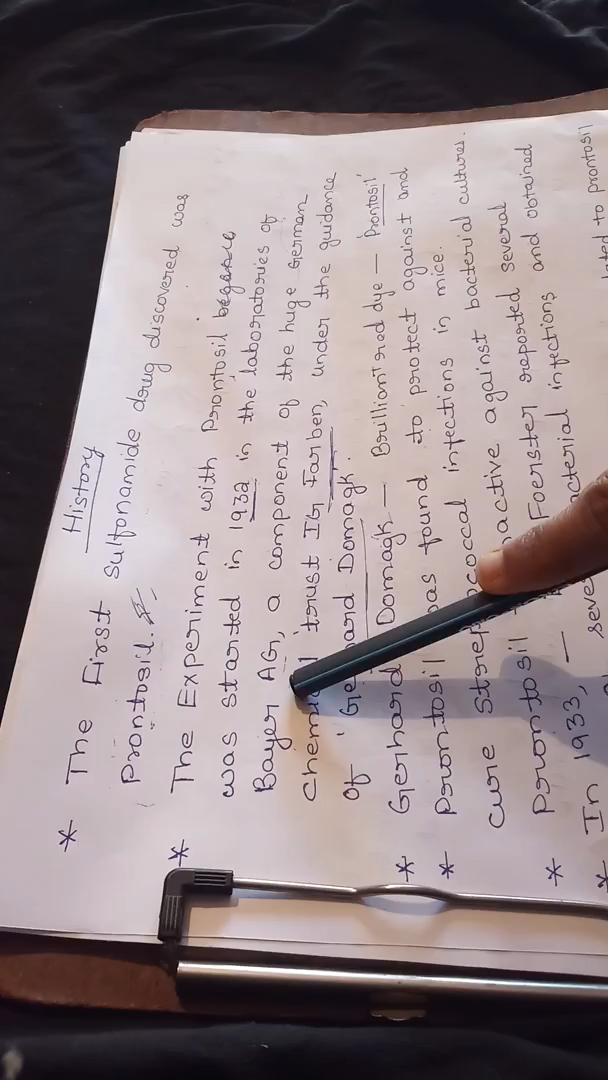 History
* The First Sulfonamide drug discovered was
Prontosil.
* The Experiment with Prontosil
was started in 1932 in the laboratories of
Bayer AG, a component of the huge German
trust IG Farben, under the guidance
of Domagk
* Gerhard Domagk — Brilliant red dye — Prontosil
* Prontosil was found to protect against and
cure infections in mice.
* Prontosil inactive against bacterial cultures.
* In 1933, — Foerster reported several
bacterial infections and obtained
to prontosil